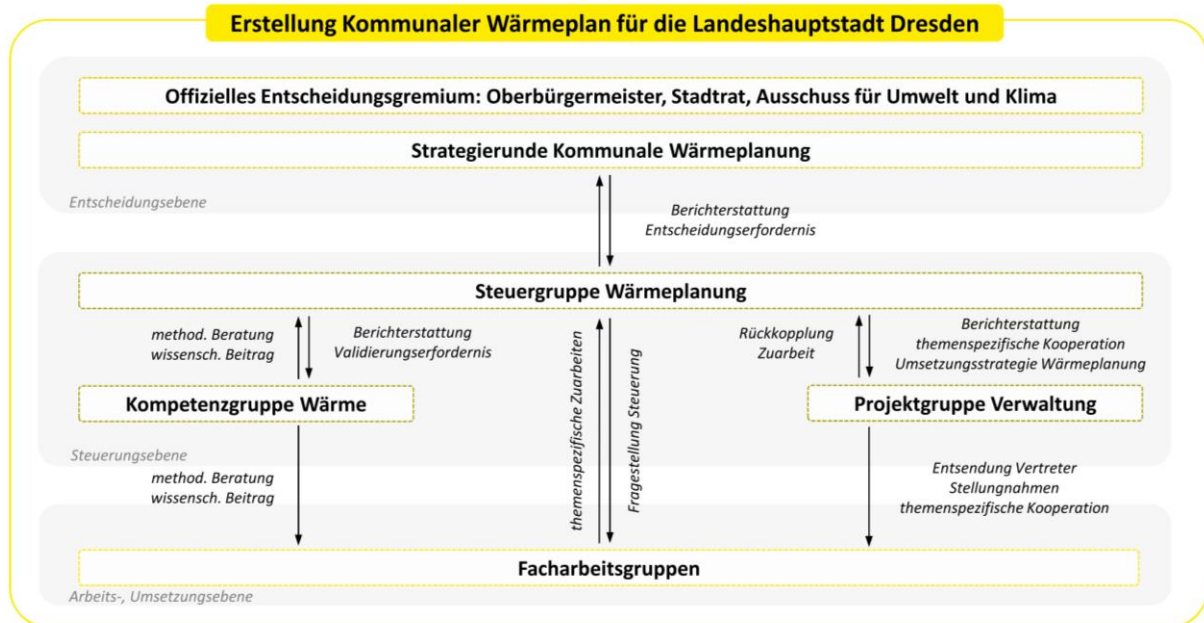 Erstellung Kommunaler Wärmeplan für die Landeshauptstadt Dresden
Offizielles Entscheidungsgremium: Oberbürgermeister, Stadtrat, Ausschuss für Umwelt und Klima
Strategierunde Kommunale Wärmeplanung
Entscheidungsebene
Berichterstattung
Entscheidungserfordernis
Steuergruppe Wärmeplanung
method. Beratung
wissensch. Beitrag
Berichterstattung
Validierungserfordernis
themenspezifische Zuarbeiten
Fragestellung Steuerung
Rückkopplung
Zuarbeit
Berichterstattung
themenspezifische Kooperation
Umsetzungsstrategie Wärmeplanung
Kompetenzgruppe Wärme
Projektgruppe Verwaltung
Steuerungsebene
method. Beratung
wissensch. Beitrag
Entsendung Vertreter
Stellungnahmen
themenspezifische Kooperation
Facharbeitsgruppen
Arbeits-, Umsetzungsebene